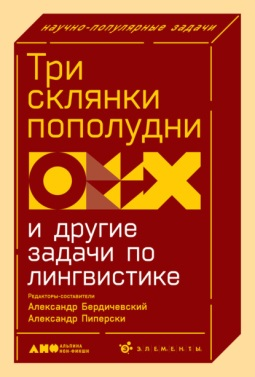 научно-популярные задачи
Три
склянки
пополудни
и другие
задачи по
лингвистике
Редакторы-составители
Александр Бердичевский
Александр Пиперски
АЛЬПИНА
НОН-ФИКШН
ЭЛЕМЕНТЫ